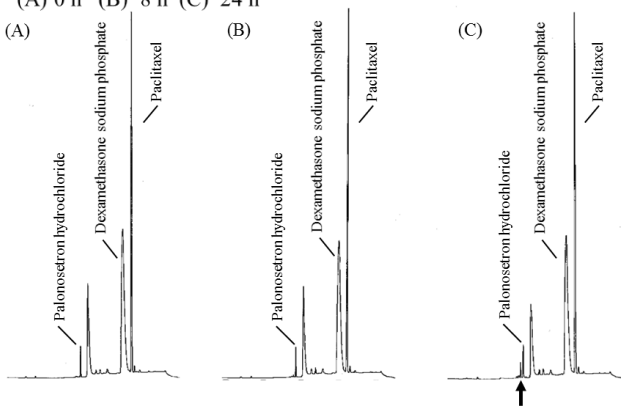 (A) 0 h (B) 8 h (C) 24 h
(A)
Palonosetron hydrochloride
Dexamethasone sodium phosphate
Paclitaxel
(B)
Palonosetron hydrochloride
Dexamethasone sodium phosphate
Paclitaxel
(C)
Palonosetron hydrochloride
Dexamethasone sodium phosphate
Paclitaxel